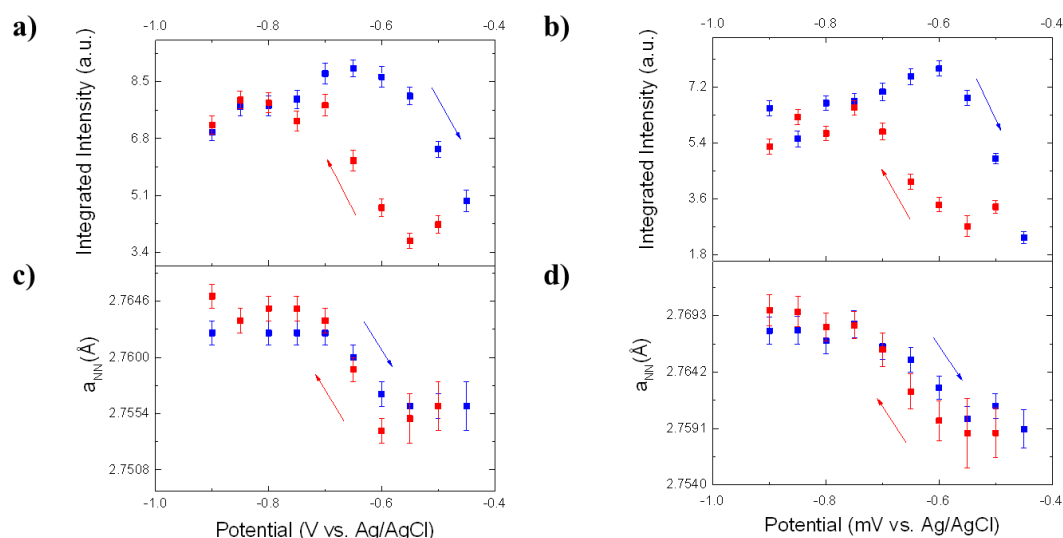 a)
-1.0 -0.8 -0.6 -0.4
Integrated Intensity (a.u.)
8.5
6.8
5.1
3.4
c)
a_NN(Å)
2.7646
2.7600
2.7554
2.7508
-1.0 -0.8 -0.6 -0.4
Potential (V vs. Ag/AgCl)
b)
-1.0 -0.8 -0.6 -0.4
Integrated Intensity (a.u.)
7.2
5.4
3.6
1.8
d)
a_NN(Å)
2.7693
2.7642
2.7591
2.7540
-1.0 -0.8 -0.6 -0.4
Potential (mV vs. Ag/AgCl)